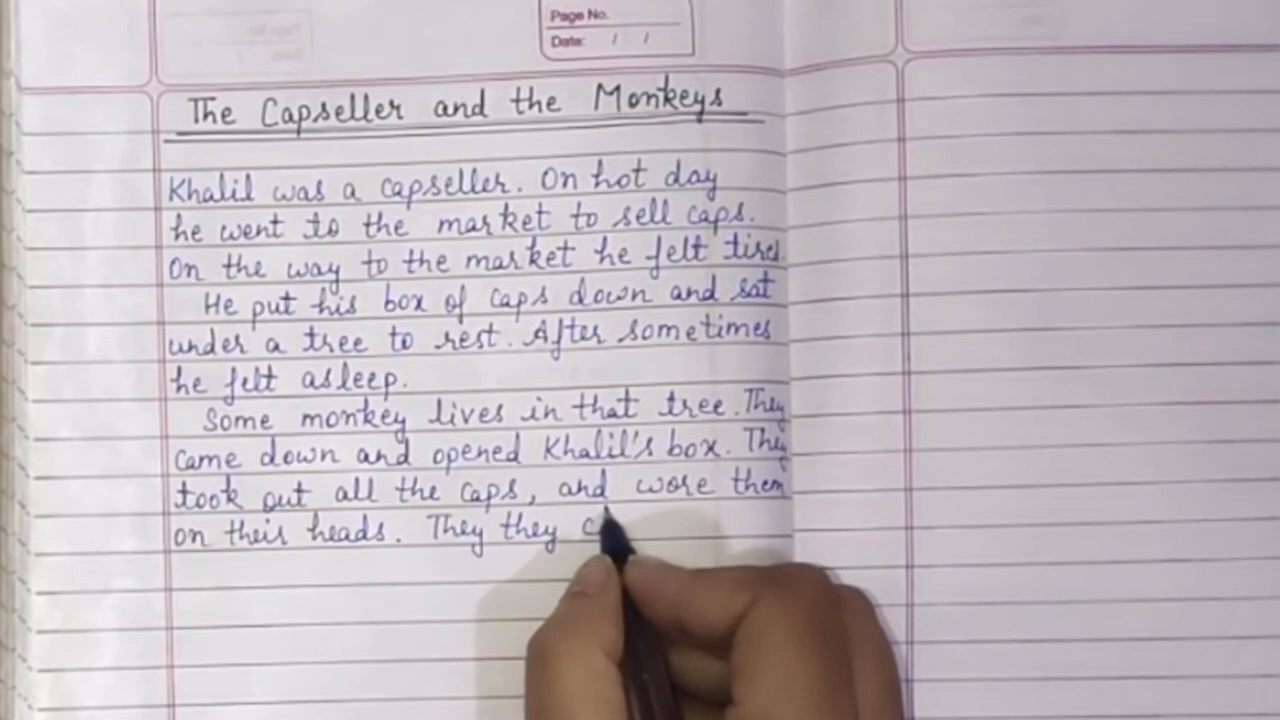 Page No.
Date: / /
The Capseller and the Monkeys
Khalil was a capseller. On hot day
he went to the market to sell caps.
On the way to the market he felt tired.
He put his box of caps down and sat
under a tree to rest. After sometimes
he felt asleep.
Some monkey lives in that tree. They
came down and opened Khalil's box. They
took out all the caps, and wore them
on their heads. They they c